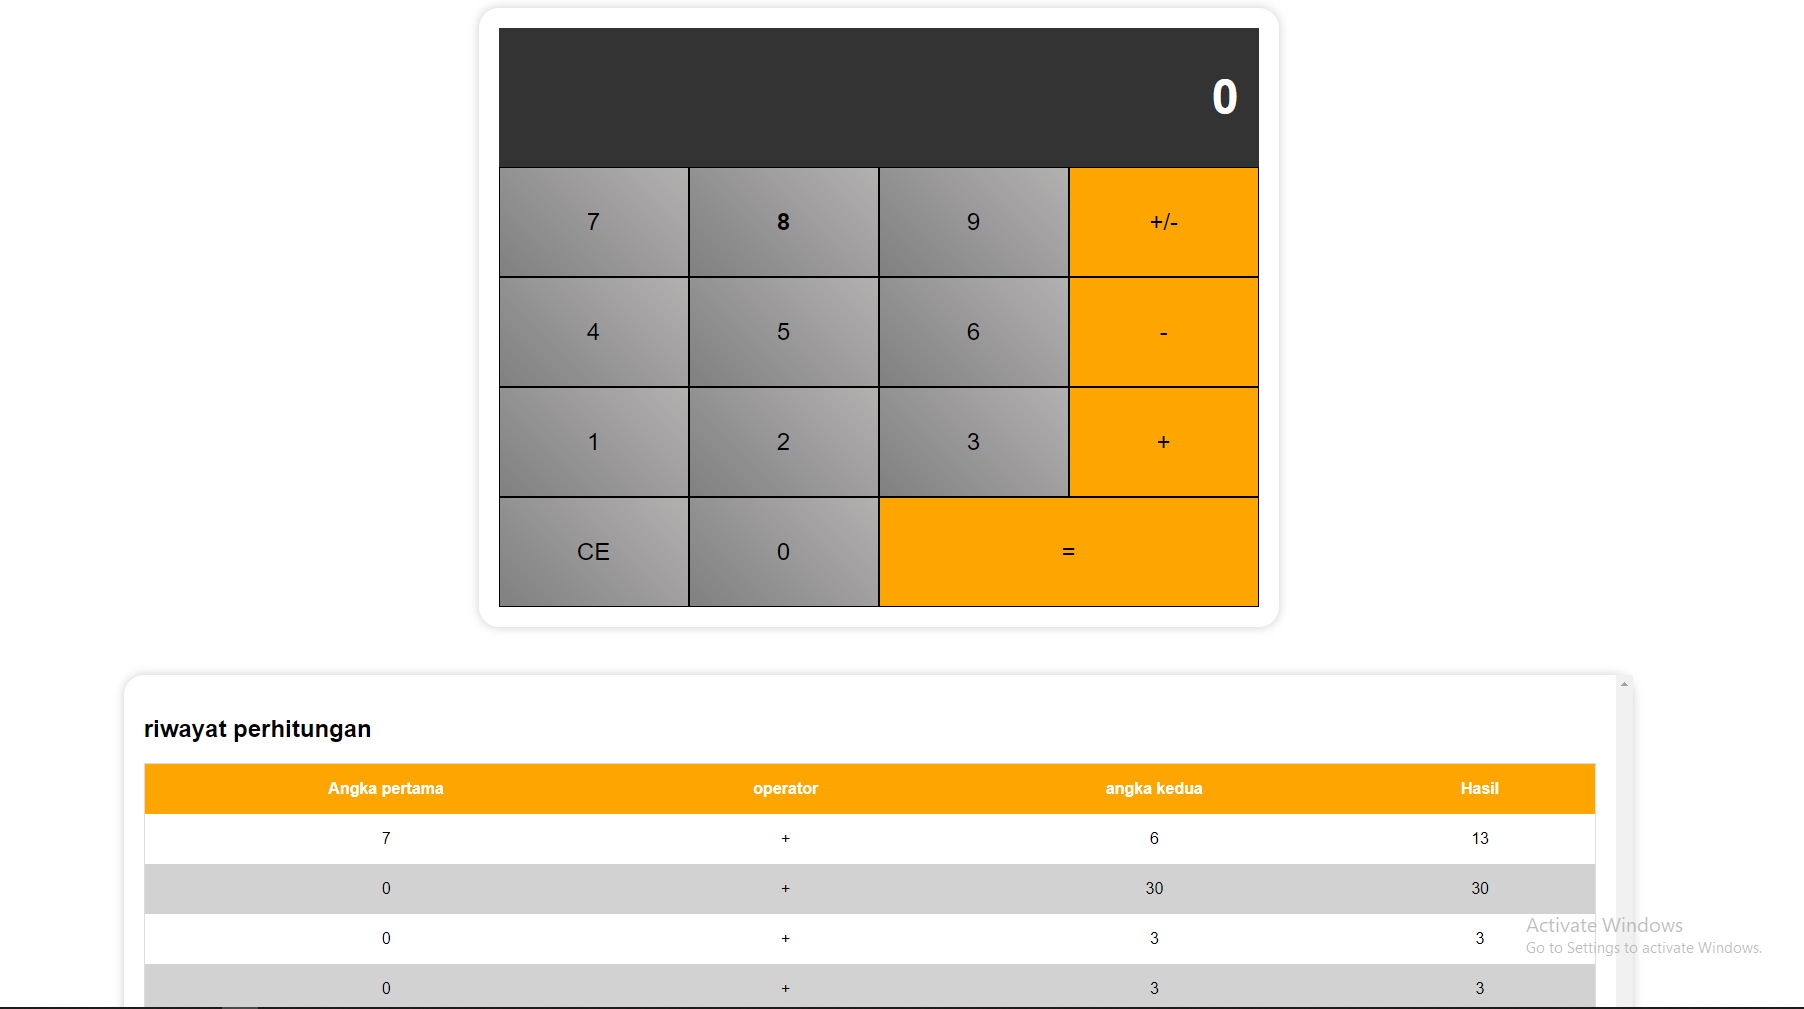 0
7 8 9 +/-
4 5 6 -
1 2 3 +
CE 0 =
riwayat perhitungan
Angka pertama operator angka kedua Hasil
7 + 6 13
0 + 30 30
0 + 3 3
0 + 3 3
Activate Windows
Go to Settings to activate Windows.